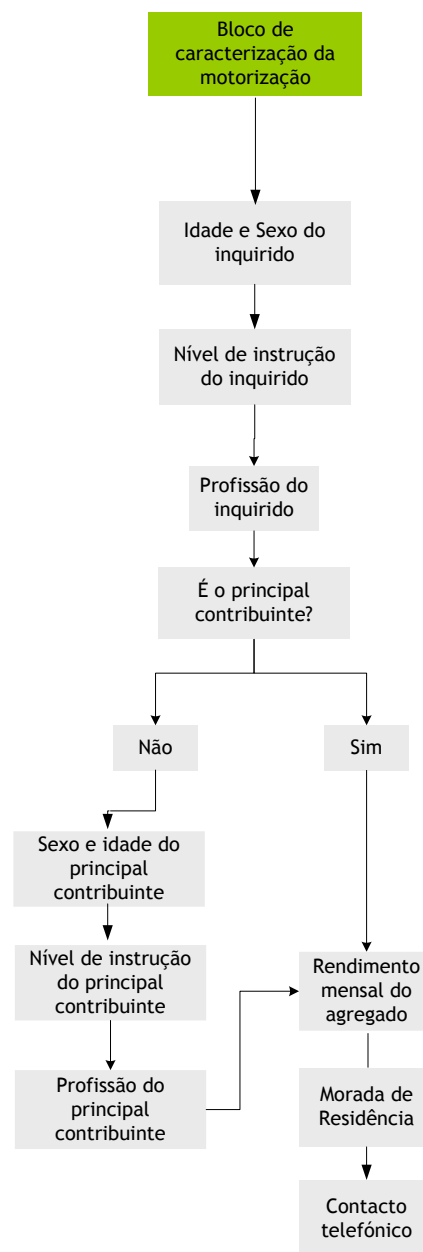 Bloco de
caracterização da
motorização
Idade e Sexo do
inquirido
Nível de instrução
do inquirido
Profissão do
inquirido
É o principal
contribuinte?
Não
Sim
Sexo e idade do
principal
contribuinte
Nível de instrução
do principal
contribuinte
Profissão do
principal
contribuinte
Rendimento
mensal do
agregado
Morada de
Residência
Contacto
telefónico